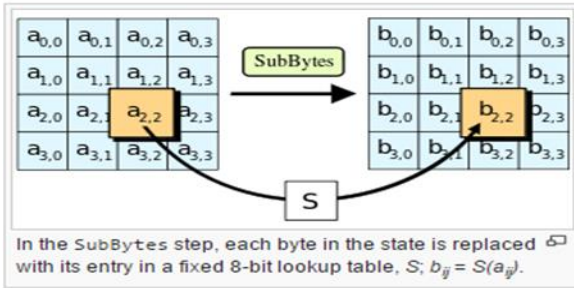 a0,0 a0,1 a0,2 a0,3 b0,0 b0,1 b0,2 b0,3
SubBytes
a1,0 a1,1 a1,2 a1,3 b1,0 b1,1 b1,2 b1,3
a2,0 a2,1 a2,2 a2,3 b2,0 b2,1 b2,2 b2,3
a3,0 a3,1 a3,2 a3,3 b3,0 b3,1 b3,2 b3,3
S
In the SubBytes step, each byte in the state is replaced
with its entry in a fixed 8-bit lookup table, S; bij = S(aij).